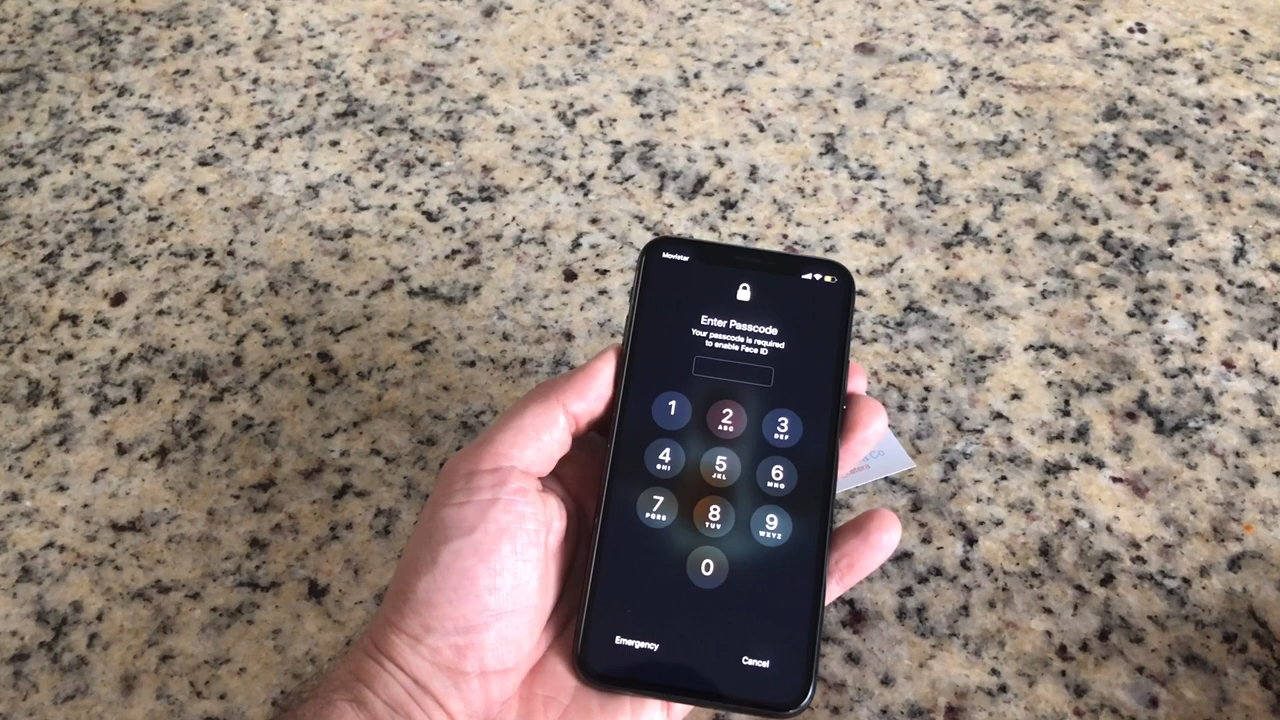 Movistar
Enter Passcode
Your passcode is required
to enable Face ID
1
2
ABC
3
DEF
4
GHI
5
JKL
6
MNO
7
PQRS
8
TUV
9
WXYZ
0
Emergency
Cancel
Co